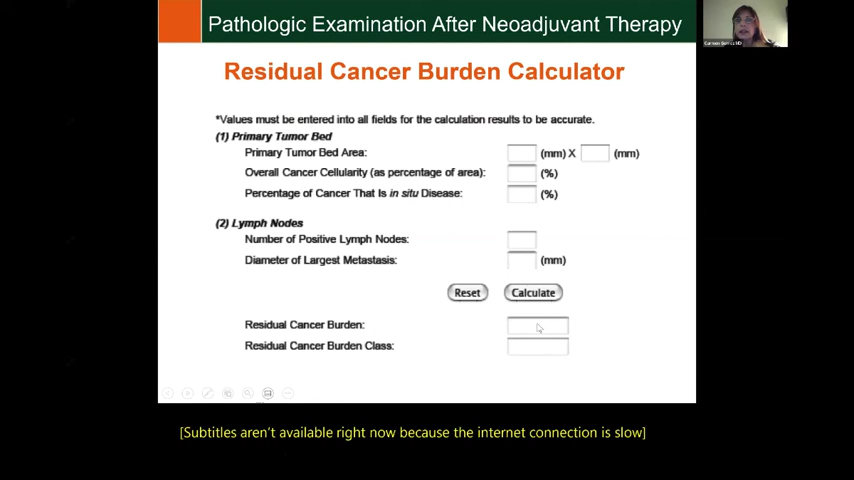 Pathologic Examination After Neoadjuvant Therapy
Residual Cancer Burden Calculator
*Values must be entered into all fields for the calculation results to be accurate.
(1) Primary Tumor Bed
Primary Tumor Bed Area: (mm) X (mm)
Overall Cancer Cellularity (as percentage of area): (%)
Percentage of Cancer That Is in situ Disease: (%)
(2) Lymph Nodes
Number of Positive Lymph Nodes:
Diameter of Largest Metastasis: (mm)
Reset Calculate
Residual Cancer Burden:
Residual Cancer Burden Class:
[Subtitles aren't available right now because the internet connection is slow]